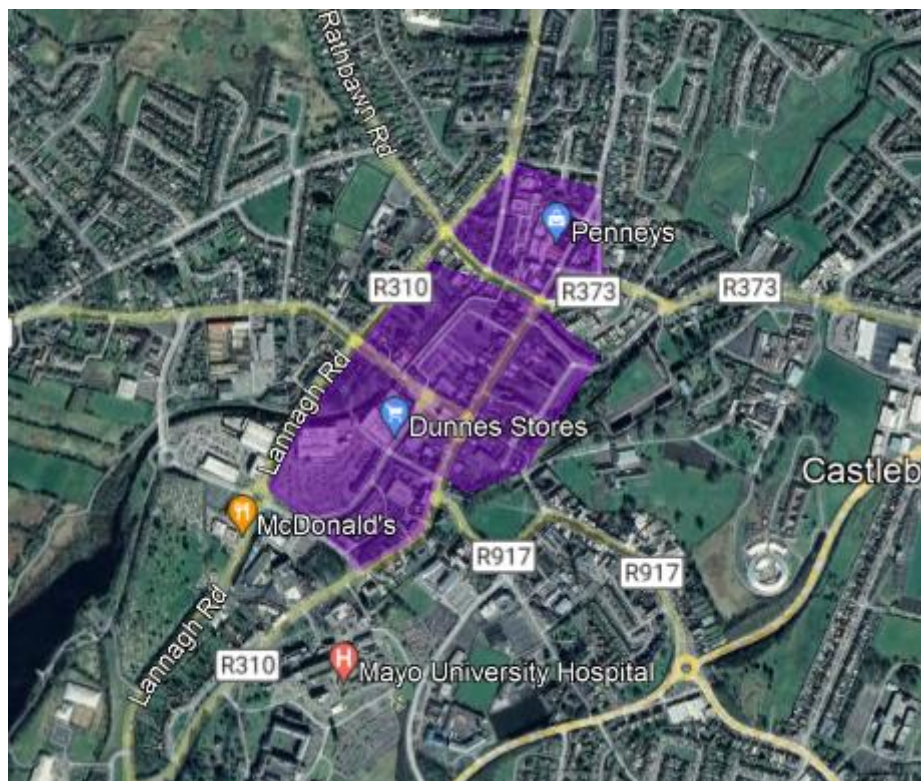 Rathbawn Rd
Penneys
R310
R373
R373
Lannagh Rd
Dunnes Stores
Castleb
McDonald's
R917
R917
Lannagh Rd
R310
Mayo University Hospital